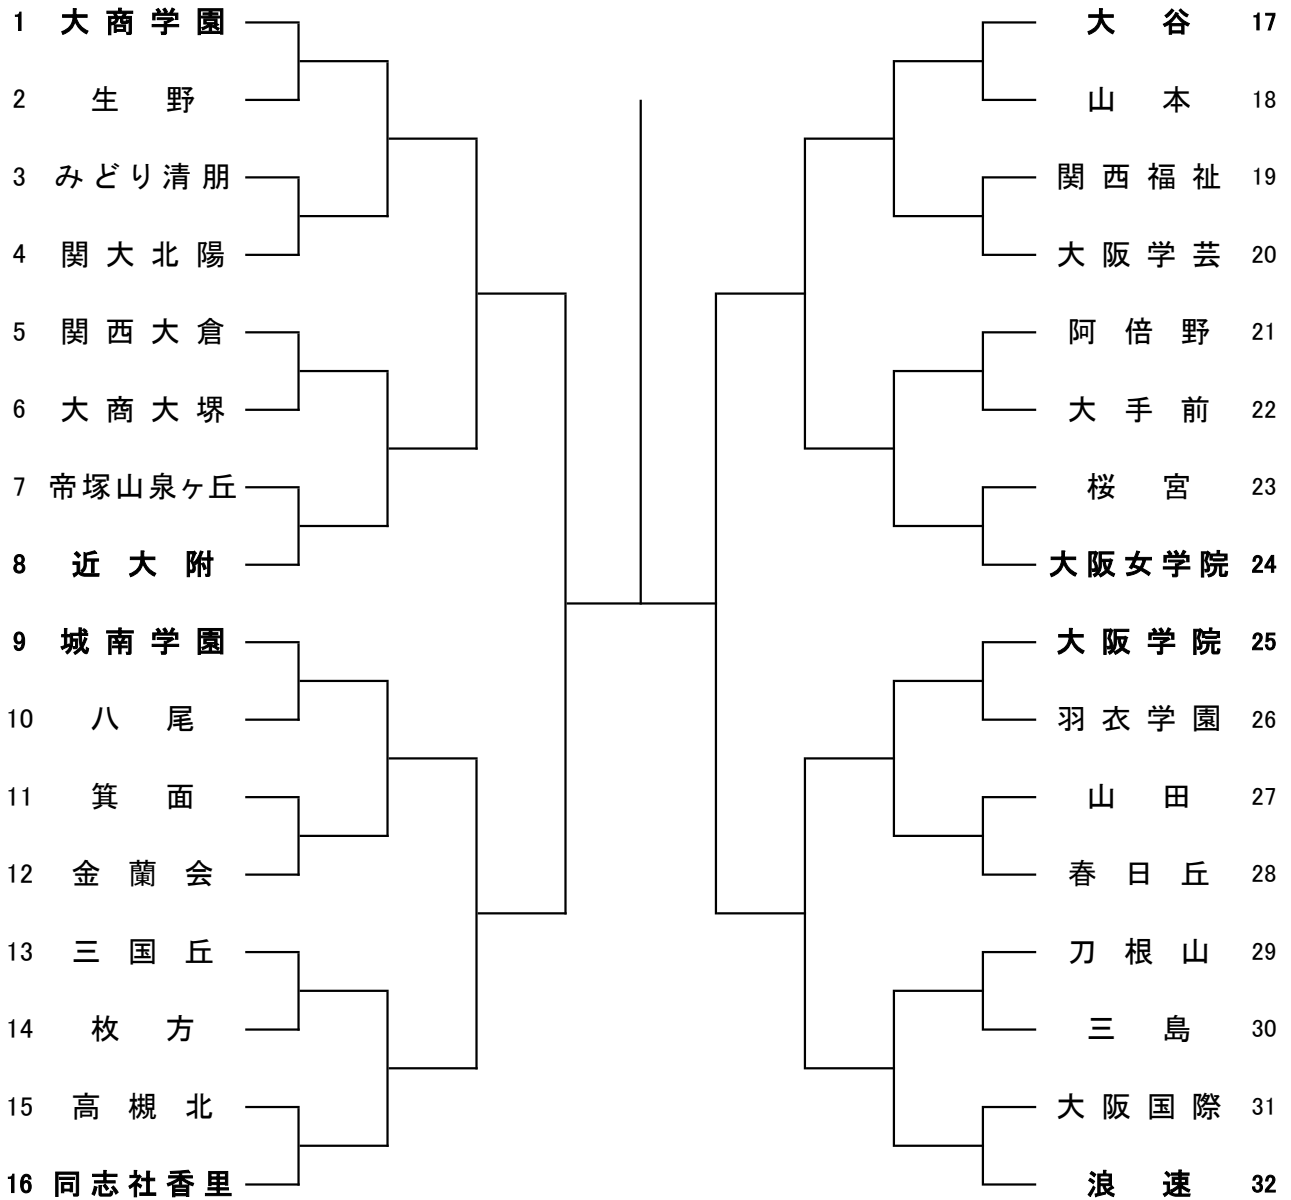 1 大商学園
2 生野
3 みどり清朋
4 関大北陽
5 関西大倉
6 大商大堺
7 帝塚山泉ヶ丘
8 近大附
9 城南学園
10 八尾
11 箕面
12 金蘭会
13 三国丘
14 枚方
15 高槻北
16 同志社香里
大谷 17
山本 18
関西福祉 19
大阪学芸 20
阿倍野 21
大手前 22
桜宮 23
大阪女学院 24
大阪学院 25
羽衣学園 26
山田 27
春日丘 28
刀根山 29
三島 30
大阪国際 31
浪速 32